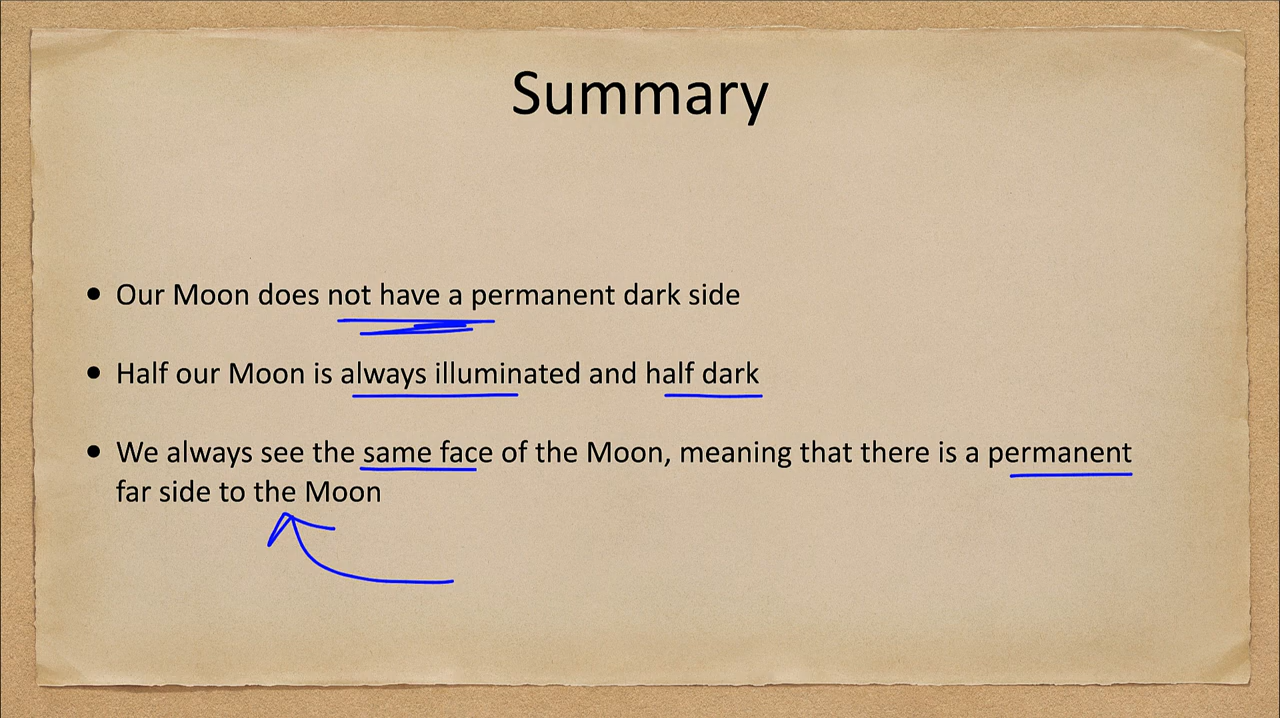 Summary
• Our Moon does not have a permanent dark side
• Half our Moon is always illuminated and half dark
• We always see the same face of the Moon, meaning that there is a permanent
far side to the Moon